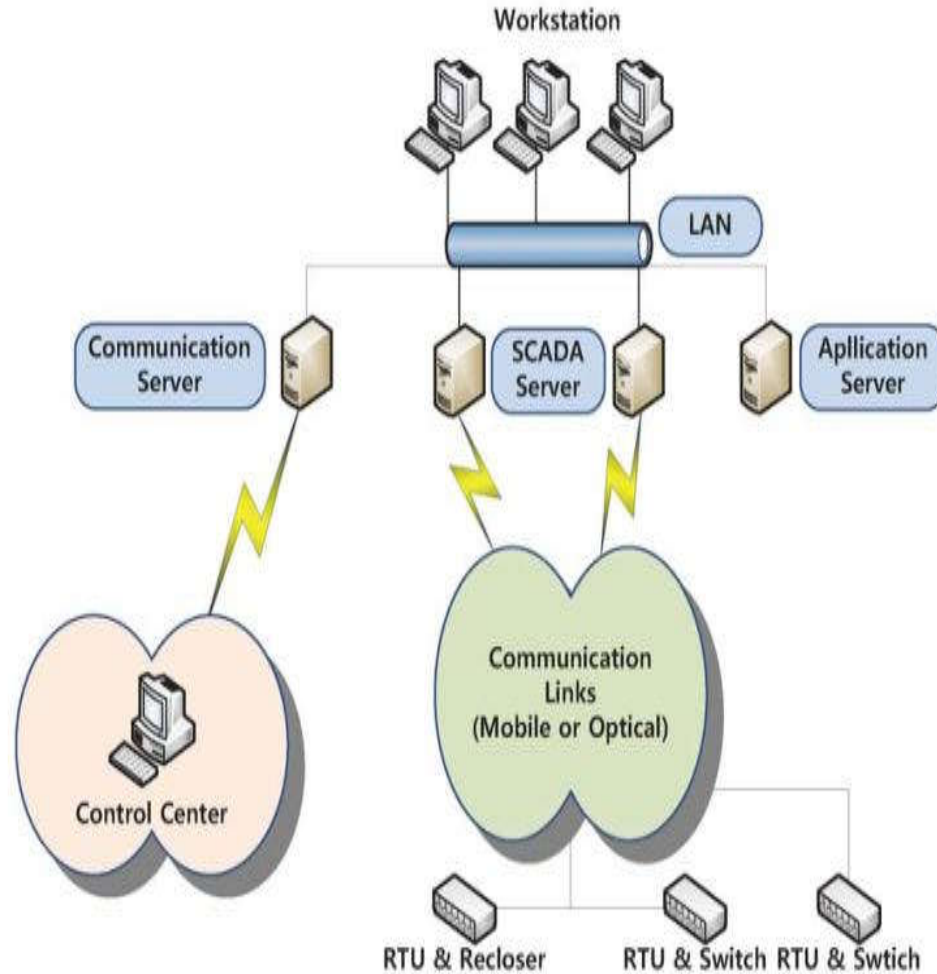 Workstation
LAN
Communication
Server
SCADA
Server
Apllication
Server
Communication
Links
(Mobile or Optical)
Control Center
RTU & Recloser
RTU & Switch
RTU & Swtich